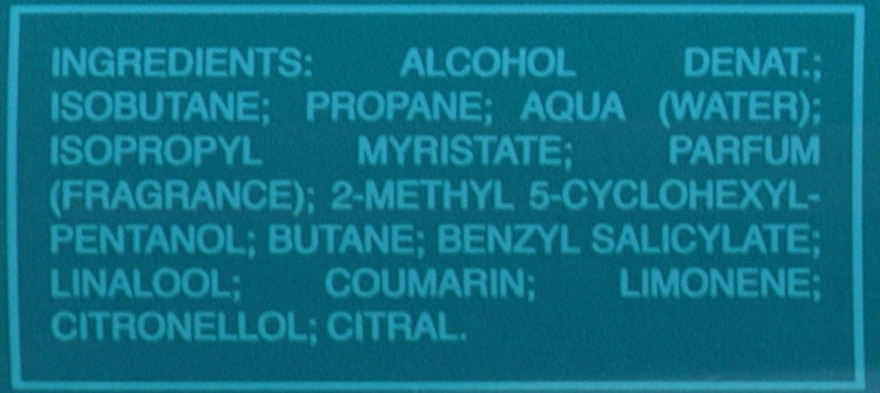 INGREDIENTS: ALCOHOL DENAT.;
ISOBUTANE; PROPANE; AQUA (WATER);
ISOPROPYL MYRISTATE; PARFUM
(FRAGRANCE); 2-METHYL 5-CYCLOHEXYL-
PENTANOL; BUTANE; BENZYL SALICYLATE;
LINALOOL; COUMARIN; LIMONENE;
CITRONELLOL; CITRAL.